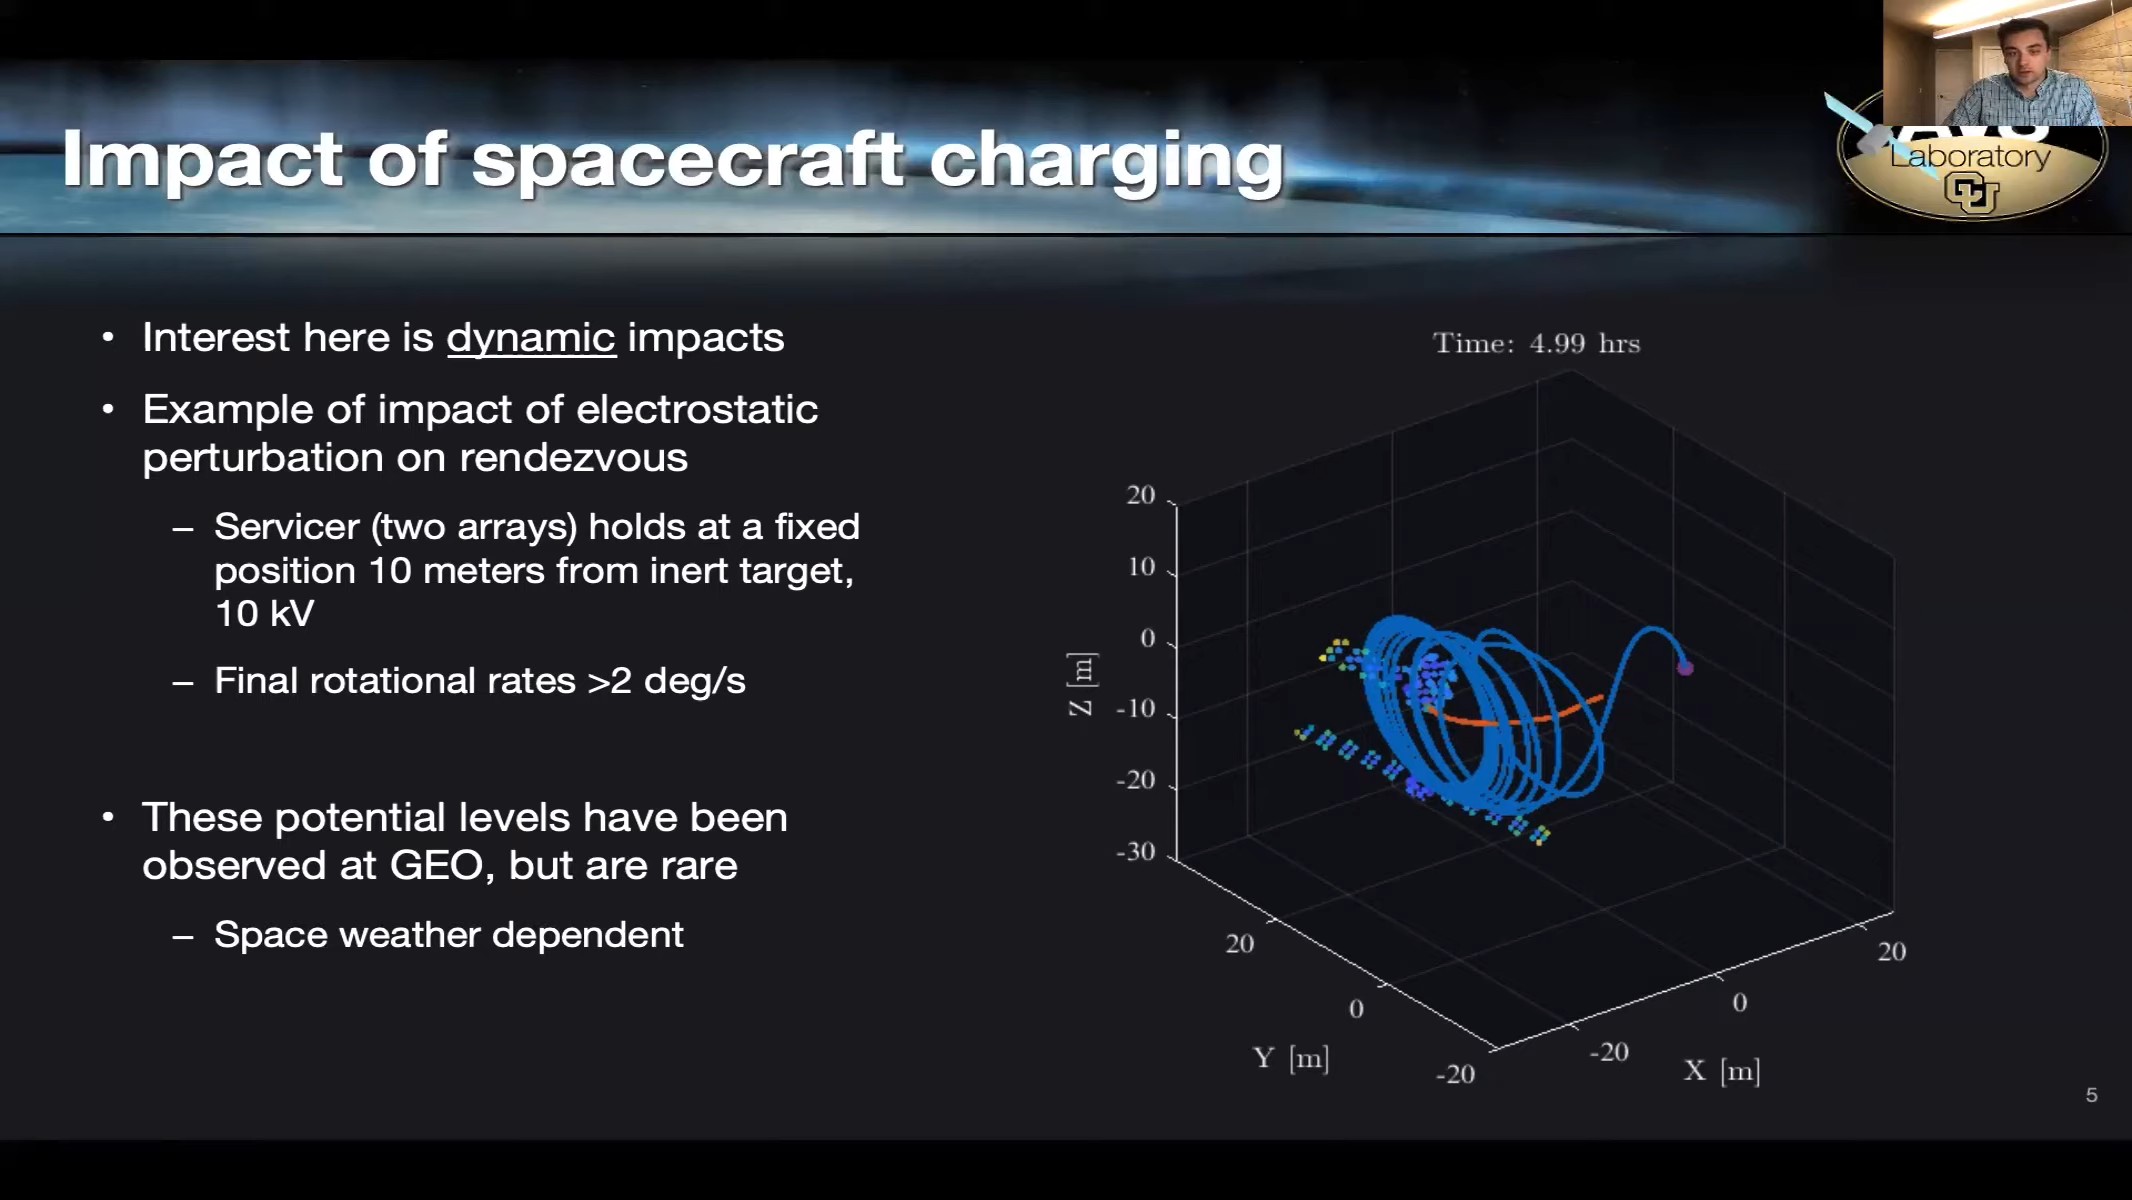 Impact of spacecraft charging
Laboratory
CU
• Interest here is dynamic impacts
• Example of impact of electrostatic
perturbation on rendezvous
– Servicer (two arrays) holds at a fixed
position 10 meters from inert target,
10 kV
– Final rotational rates >2 deg/s
• These potential levels have been
observed at GEO, but are rare
– Space weather dependent
Time: 4.99 hrs
20
10
0
-10
-20
-30
Z [m]
20
0
-20
Y [m]
-20
0
20
X [m]
5